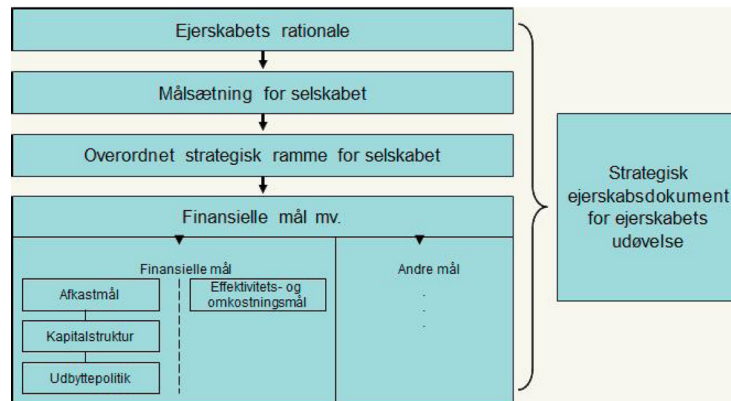 Ejerskabets rationale
Målsætning for selskabet
Overordnet strategisk ramme for selskabet
Finansielle mål mv.
Finansielle mål
Afkastmål
Kapitalstruktur
Udbyttepolitik
Effektivitets- og
omkostningsmål
Andre mål
.
.
.
Strategisk
ejerskabsdokument
for ejerskabets
udøvelse